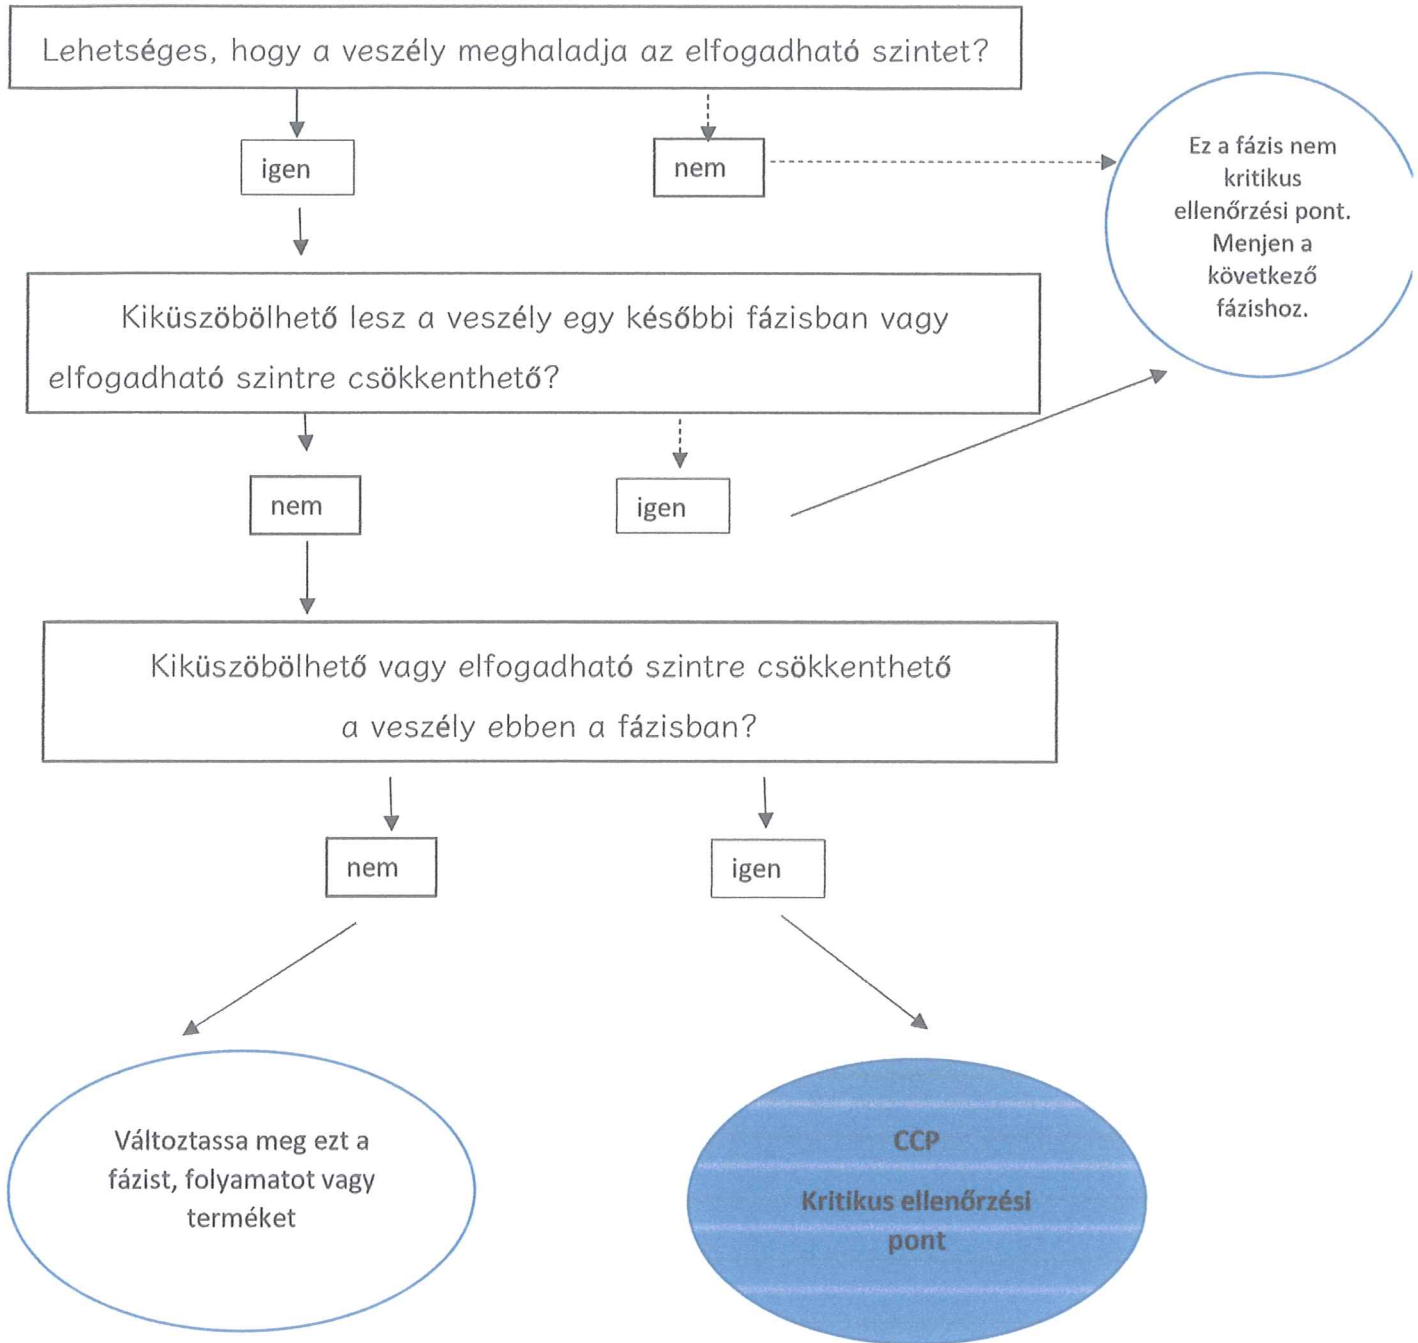 Lehetséges, hogy a veszély meghaladja az elfogadható szintet?
igen
nem
Ez a fázis nem
kritikus
ellenőrzési pont.
Menjen a
következő
fázishoz.
Kiküszöbölhető lesz a veszély egy későbbi fázisban vagy
elfogadható szintre csökkenthető?
nem
igen
Kiküszöbölhető vagy elfogadható szintre csökkenthető
a veszély ebben a fázisban?
nem
igen
Változtassa meg ezt a
fázist, folyamatot vagy
terméket
CCP
Kritikus ellenőrzési
pont